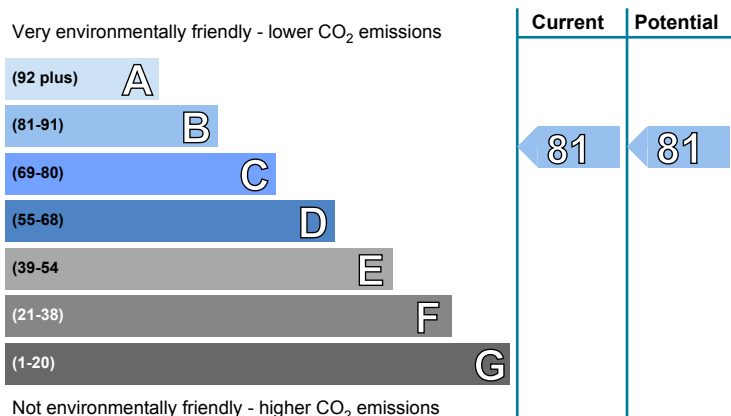 Very environmentally friendly - lower CO₂ emissions
Current Potential
(92 plus) A
(81-91) B
81 81
(69-80) C
(55-68) D
(39-54 E
(21-38) F
(1-20) G
Not environmentally friendly - higher CO₂ emissions